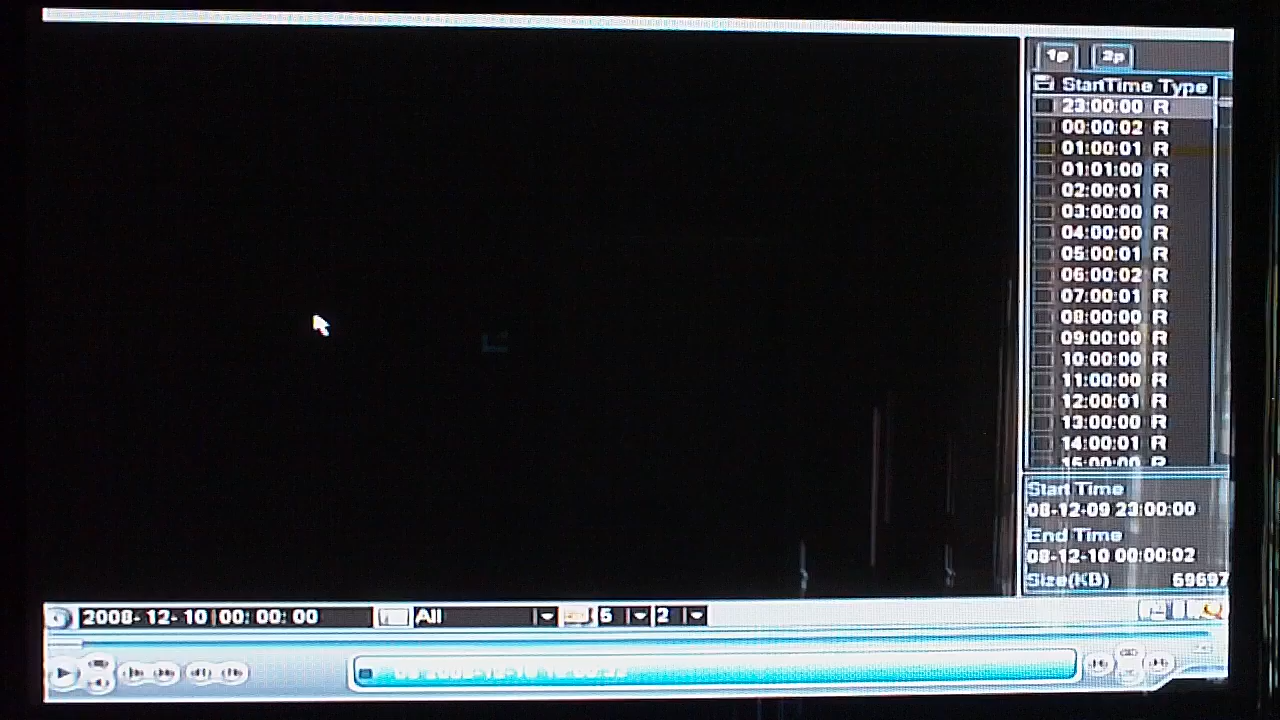 1p 2p
StartTime Type
23:00:00 R
00:00:02 R
01:00:01 R
01:01:00 R
02:00:01 R
03:00:00 R
04:00:00 R
05:00:01 R
06:00:02 R
07:00:01 R
08:00:00 R
09:00:00 R
10:00:00 R
11:00:00 R
12:00:01 R
13:00:00 R
14:00:01 R
15:00:00 R
Start Time
08-12-09 23:00:00
End Time
08-12-10 00:00:02
Size(KB) 69697
2008-12-10 00:00:00 All 5 2